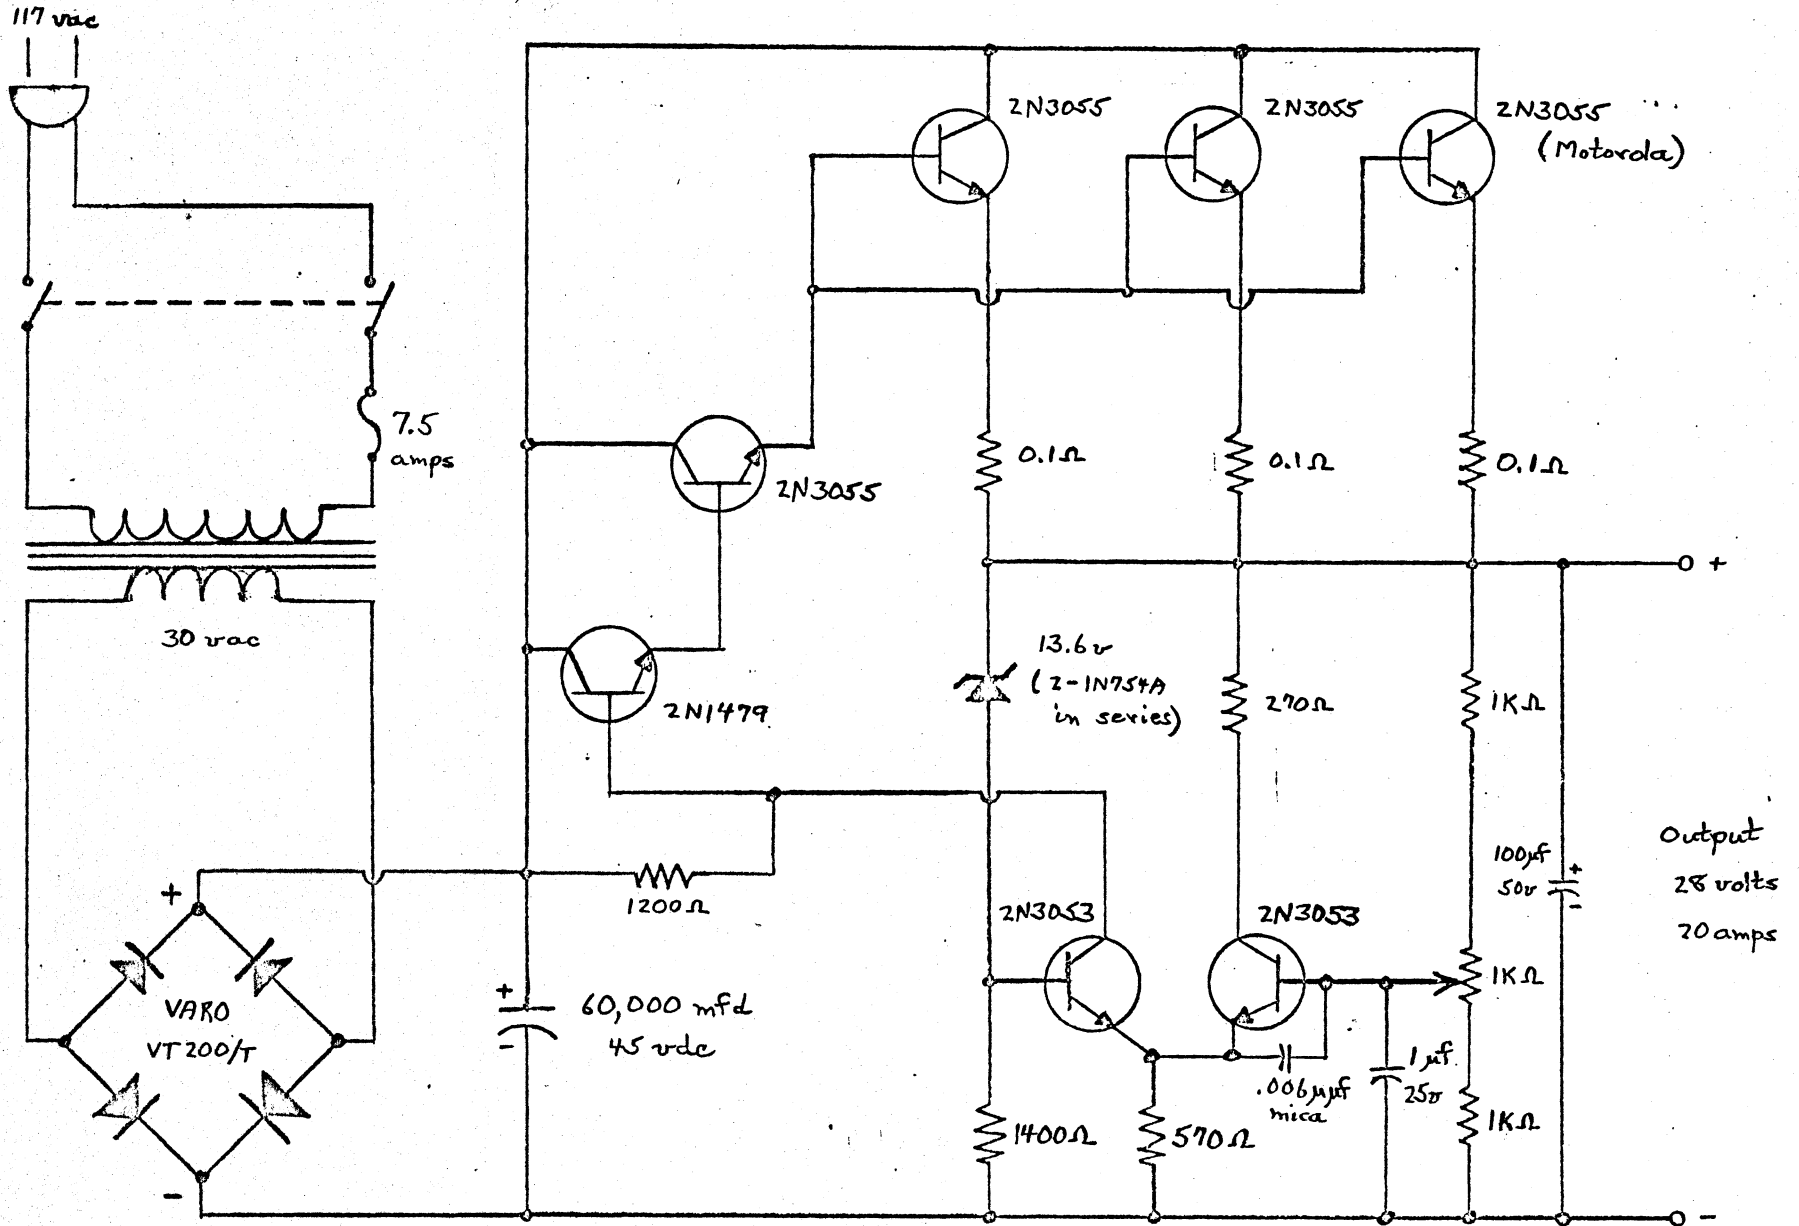 117 vac
2N3055
2N3055
2N3055
(Motorola)
7.5
amps
2N3055
0.1Ω
0.1Ω
0.1Ω
+
30 vac
2N1479
13.6v
(2-1N754A
in series)
270Ω
1KΩ
+
1200Ω
2N3053
2N3053
100μf
50v
+
-
Output
28 volts
20 amps
VARO
VT200/T
+
-
60,000 mfd
45 vdc
1KΩ
.006μμf
mica
1μf
25v
1400Ω
570Ω
1KΩ
-
-